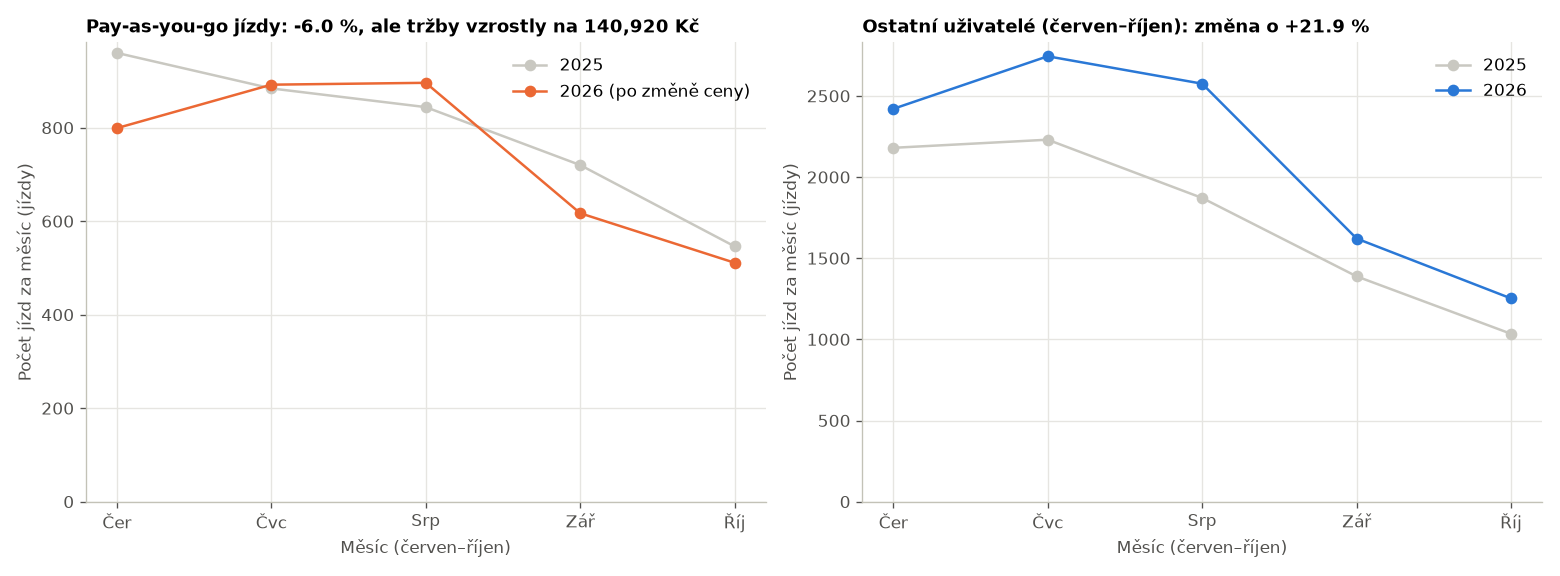 Pay-as-you-go jízdy: -6.0 %, ale tržby vzrostly na 140,920 Kč
2025
2026 (po změně ceny)
Počet jízd za měsíc (jízdy)
800
600
400
200
0
Čer
Čvc
Srp
Zář
Říj
Měsíc (červen–říjen)
Ostatní uživatelé (červen–říjen): změna o +21.9 %
2025
2026
Počet jízd za měsíc (jízdy)
2500
2000
1500
1000
500
0
Čer
Čvc
Srp
Zář
Říj
Měsíc (červen–říjen)